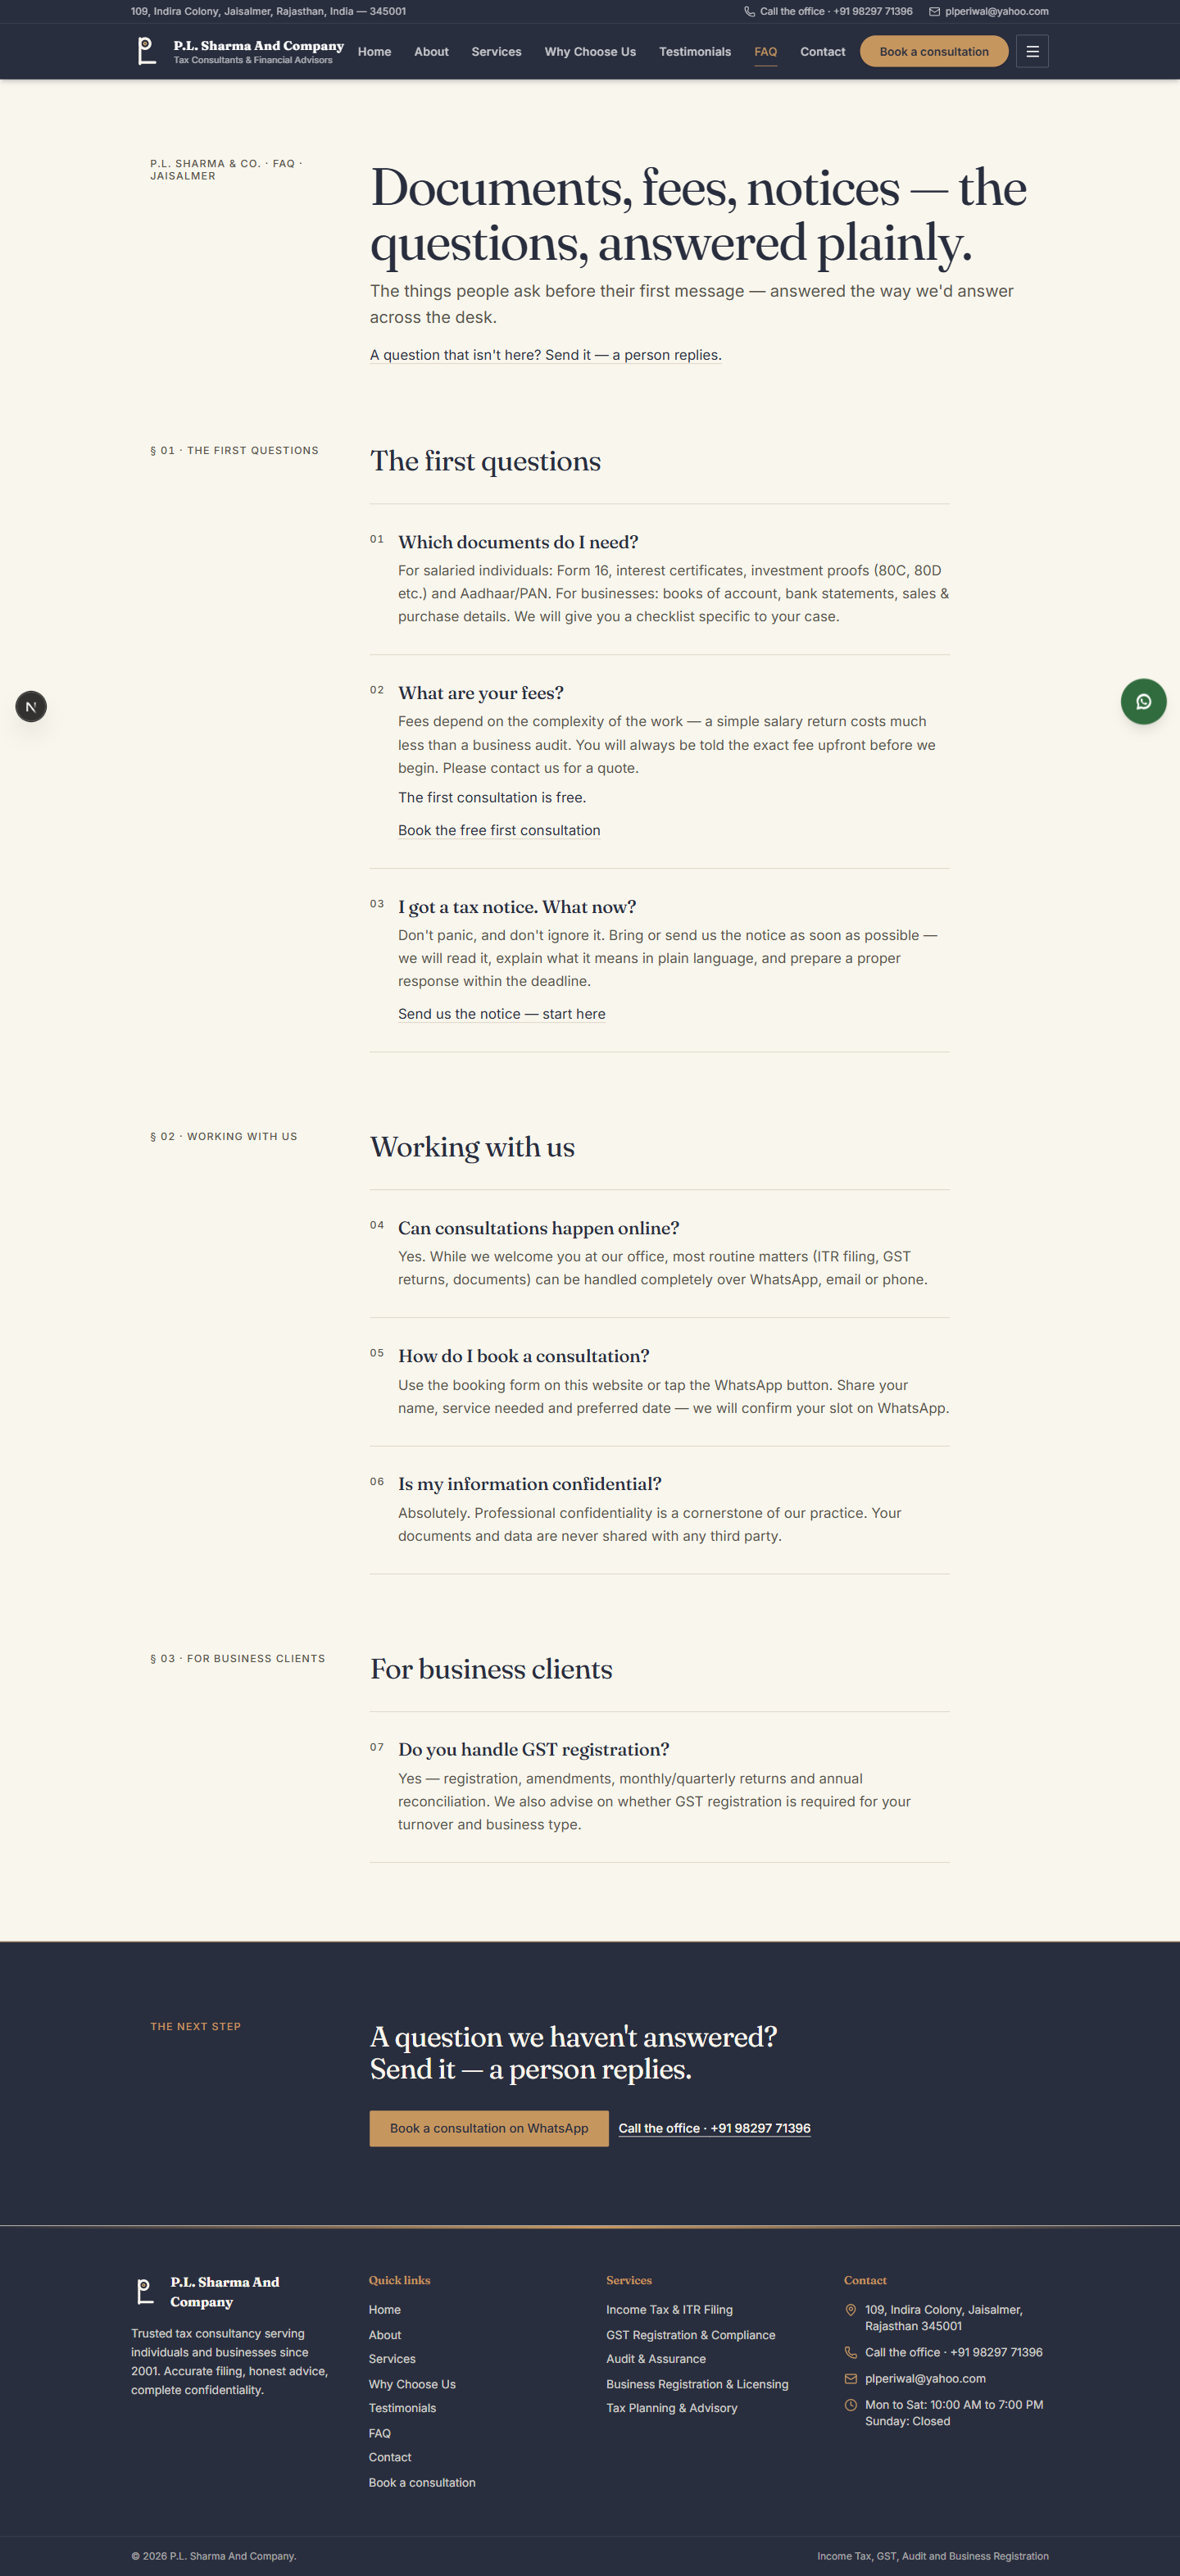 109, Indira Colony, Jaisalmer, Rajasthan, India — 345001
Call the office · +91 98297 71396
plperiwal@yahoo.com
P.L. Sharma And Company
Tax Consultants & Financial Advisors
Home
About
Services
Why Choose Us
Testimonials
FAQ
Contact
Book a consultation
P.L. SHARMA & CO. · FAQ ·
JAISALMER
Documents, fees, notices — the
questions, answered plainly.
The things people ask before their first message — answered the way we'd answer
across the desk.
A question that isn't here? Send it — a person replies.
§ 01 · THE FIRST QUESTIONS
The first questions
01
Which documents do I need?
For salaried individuals: Form 16, interest certificates, investment proofs (80C, 80D
etc.) and Aadhaar/PAN. For businesses: books of account, bank statements, sales &
purchase details. We will give you a checklist specific to your case.
02
What are your fees?
Fees depend on the complexity of the work — a simple salary return costs much
less than a business audit. You will always be told the exact fee upfront before we
begin. Please contact us for a quote.
The first consultation is free.
Book the free first consultation
03
I got a tax notice. What now?
Don't panic, and don't ignore it. Bring or send us the notice as soon as possible —
we will read it, explain what it means in plain language, and prepare a proper
response within the deadline.
Send us the notice — start here
§ 02 · WORKING WITH US
Working with us
04
Can consultations happen online?
Yes. While we welcome you at our office, most routine matters (ITR filing, GST
returns, documents) can be handled completely over WhatsApp, email or phone.
05
How do I book a consultation?
Use the booking form on this website or tap the WhatsApp button. Share your
name, service needed and preferred date — we will confirm your slot on WhatsApp.
06
Is my information confidential?
Absolutely. Professional confidentiality is a cornerstone of our practice. Your
documents and data are never shared with any third party.
§ 03 · FOR BUSINESS CLIENTS
For business clients
07
Do you handle GST registration?
Yes — registration, amendments, monthly/quarterly returns and annual
reconciliation. We also advise on whether GST registration is required for your
turnover and business type.
THE NEXT STEP
A question we haven't answered?
Send it — a person replies.
Book a consultation on WhatsApp
Call the office · +91 98297 71396
P.L. Sharma And
Company
Trusted tax consultancy serving
individuals and businesses since
2001. Accurate filing, honest advice,
complete confidentiality.
Quick links
Home
About
Services
Why Choose Us
Testimonials
FAQ
Contact
Book a consultation
Services
Income Tax & ITR Filing
GST Registration & Compliance
Audit & Assurance
Business Registration & Licensing
Tax Planning & Advisory
Contact
109, Indira Colony, Jaisalmer,
Rajasthan 345001
Call the office · +91 98297 71396
plperiwal@yahoo.com
Mon to Sat: 10:00 AM to 7:00 PM
Sunday: Closed
© 2026 P.L. Sharma And Company.
Income Tax, GST, Audit and Business Registration